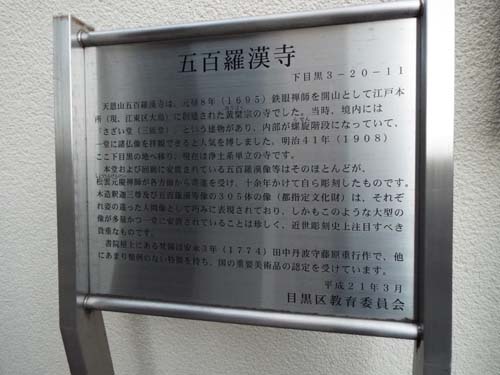 五百羅漢寺
下目黒3-20-11
天恩山五百羅漢寺は、元禄8年(1695)鉄眼禅師を開山として江戸本
所(現、江東区大島)に創建された黄檗宗の寺でした。当時、境内には
「さざい堂(三匝堂)」という建物があり、内部が螺旋階段になっていて、
一堂に諸仏像を拝観できると人気を博しました。明治41年(1908)
ここ下目黒の地へ移り、現在は浄土系単立の寺です。
本堂および回廊に安置されている五百羅漢像等はそのほとんどが、
松雲元慶禅師が各方面から寄進を受け、十余年かけて自ら彫刻したものです。
木造釈迦三尊及び五百羅漢等像の305体の像(都指定文化財)は、それぞ
れ姿の違った人間像として巧みに表現されており、しかもこのような大型の
像が多量かつ一堂に安置されていることは珍しく、近世彫刻史上注目すべき
貴重なものです。
書院楼上にある梵鐘は安永3年(1774)田中丹波守藤原重行作で、他
にあまり類例のない特徴を持ち、国の重要美術品の認定を受けています。
平成21年3月
目黒区教育委員会